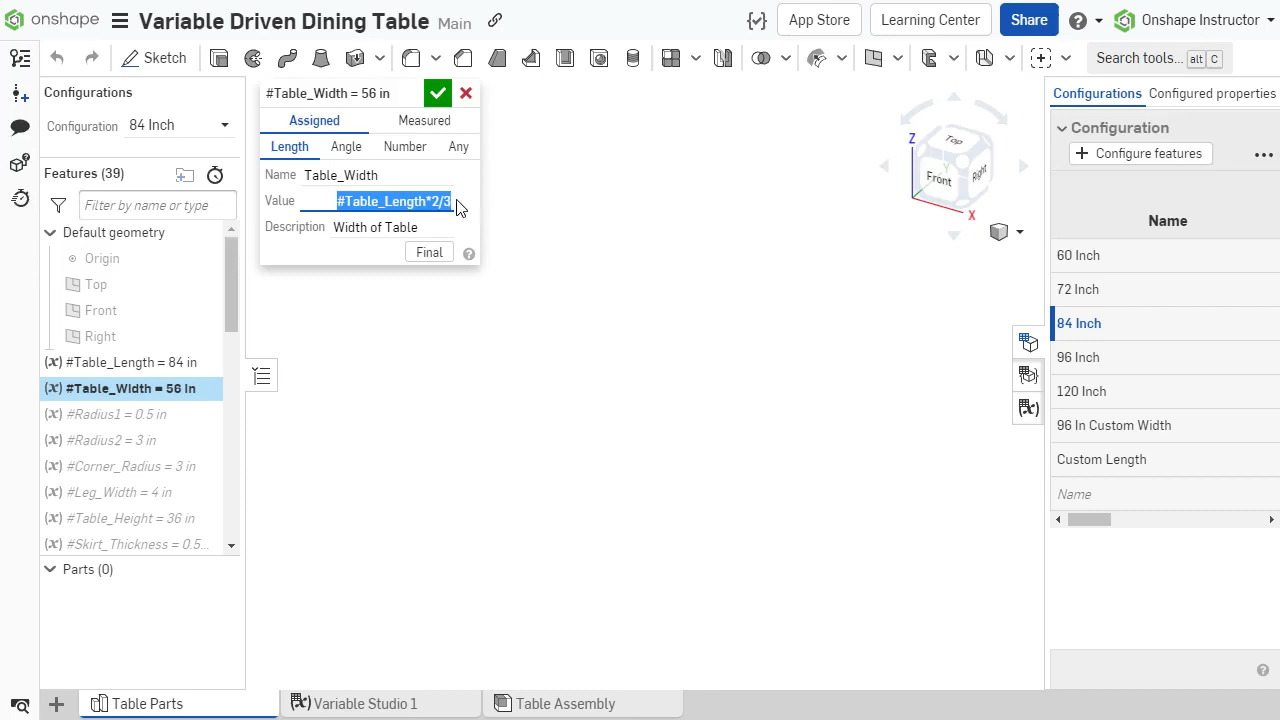 onshape
Variable Driven Dining Table Main
App Store
Learning Center
Share
Onshape Instructor
Sketch
Search tools... alt C
Configurations
Configuration 84 Inch
Features (39)
Filter by name or type
Default geometry
Origin
Top
Front
Right
(x) #Table_Length = 84 in
(x) #Table_Width = 56 in
(x) #Radius1 = 0.5 in
(x) #Radius2 = 3 in
(x) #Corner_Radius = 3 in
(x) #Leg_Width = 4 in
(x) #Table_Height = 36 in
(x) #Skirt_Thickness = 0.5...
Parts (0)
#Table_Width = 56 in
Assigned Measured
Length Angle Number Any
Name Table_Width
Value #Table_Length*2/3
Description Width of Table
Final
Z
Top
Y
Front
Right
X
Configurations Configured properties
Configuration
+ Configure features
Name
60 Inch
72 Inch
84 Inch
96 Inch
120 Inch
96 In Custom Width
Custom Length
Name
Table Parts
(x) Variable Studio 1
Table Assembly